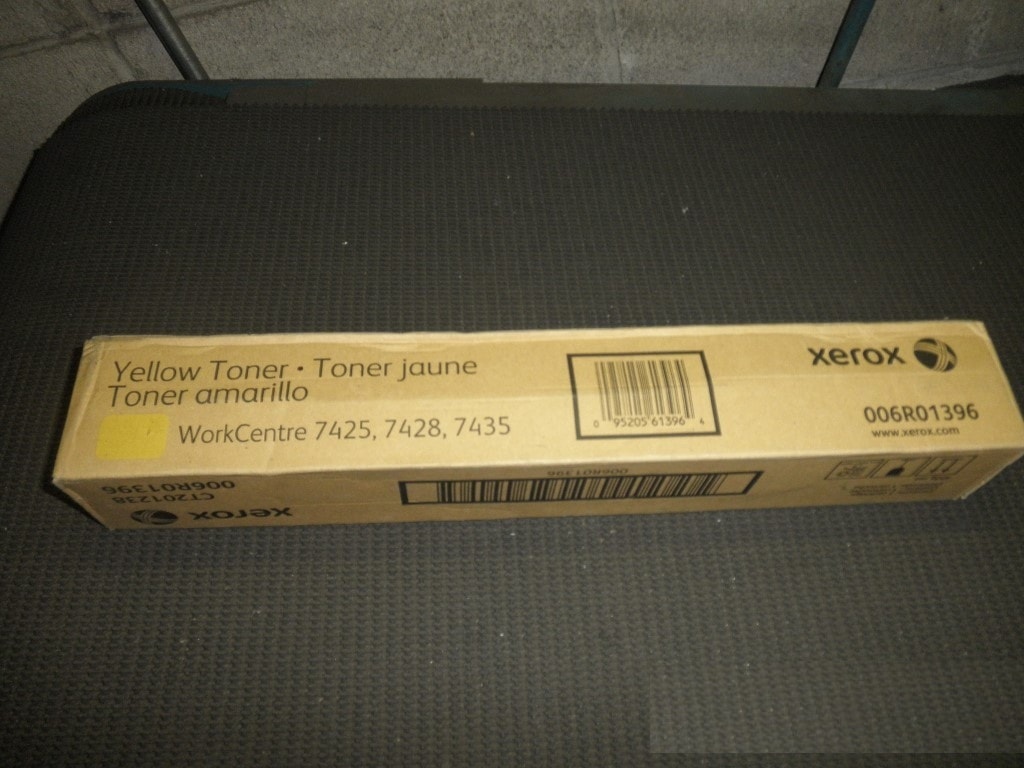 Yellow Toner • Toner jaune
Toner amarillo
WorkCentre 7425, 7428, 7435
0 95205 61396 4
xerox
006R01396
www.xerox.com
006R01396
xerox
CT201238
006R01396